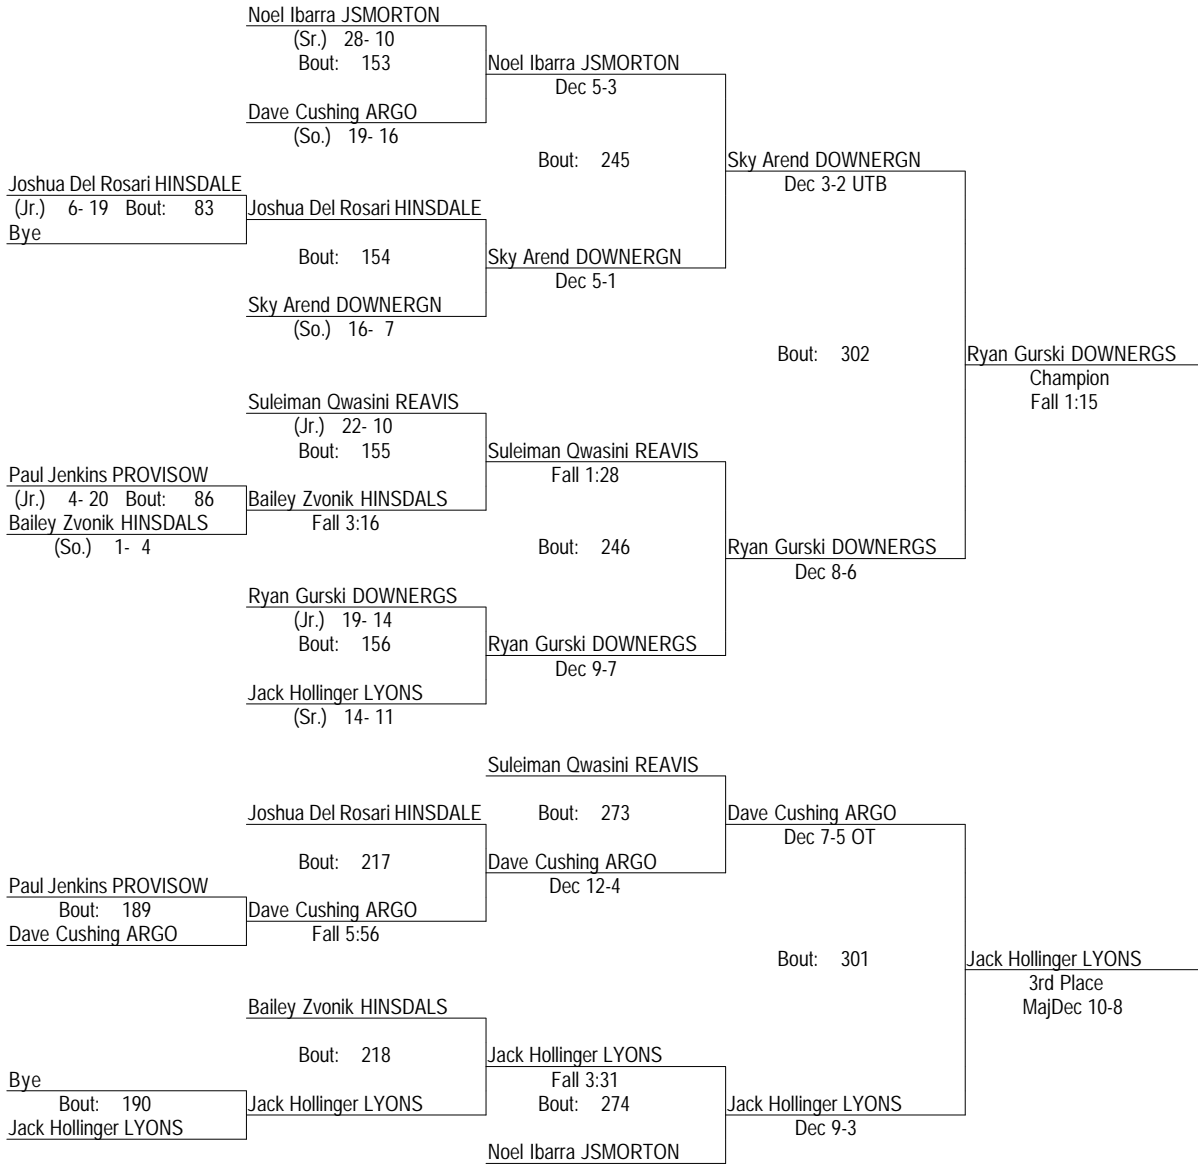 Noel Ibarra JSMORTON
(Sr.) 28- 10
Bout: 153
Noel Ibarra JSMORTON
Dec 5-3
Dave Cushing ARGO
(So.) 19- 16
Bout: 245
Sky Arend DOWNERGN
Dec 3-2 UTB
Joshua Del Rosari HINSDALE
(Jr.) 6- 19 Bout: 83
Joshua Del Rosari HINSDALE
Bye
Bout: 154
Sky Arend DOWNERGN
Dec 5-1
Sky Arend DOWNERGN
(So.) 16- 7
Bout: 302
Ryan Gurski DOWNERGS
Champion
Fall 1:15
Suleiman Qwasini REAVIS
(Jr.) 22- 10
Bout: 155
Suleiman Qwasini REAVIS
Fall 1:28
Paul Jenkins PROVISOW
(Jr.) 4- 20 Bout: 86
Bailey Zvonik HINSDALS
Fall 3:16
Bailey Zvonik HINSDALS
(So.) 1- 4
Bout: 246
Ryan Gurski DOWNERGS
Dec 8-6
Ryan Gurski DOWNERGS
(Jr.) 19- 14
Bout: 156
Ryan Gurski DOWNERGS
Dec 9-7
Jack Hollinger LYONS
(Sr.) 14- 11
Suleiman Qwasini REAVIS
Bout: 273
Dave Cushing ARGO
Dec 7-5 OT
Joshua Del Rosari HINSDALE
Bout: 217
Dave Cushing ARGO
Dec 12-4
Paul Jenkins PROVISOW
Bout: 189
Dave Cushing ARGO
Fall 5:56
Dave Cushing ARGO
Bout: 301
Jack Hollinger LYONS
3rd Place
MajDec 10-8
Bailey Zvonik HINSDALS
Bout: 218
Jack Hollinger LYONS
Fall 3:31
Bye
Bout: 190
Jack Hollinger LYONS
Jack Hollinger LYONS
Bout: 274
Jack Hollinger LYONS
Dec 9-3
Noel Ibarra JSMORTON